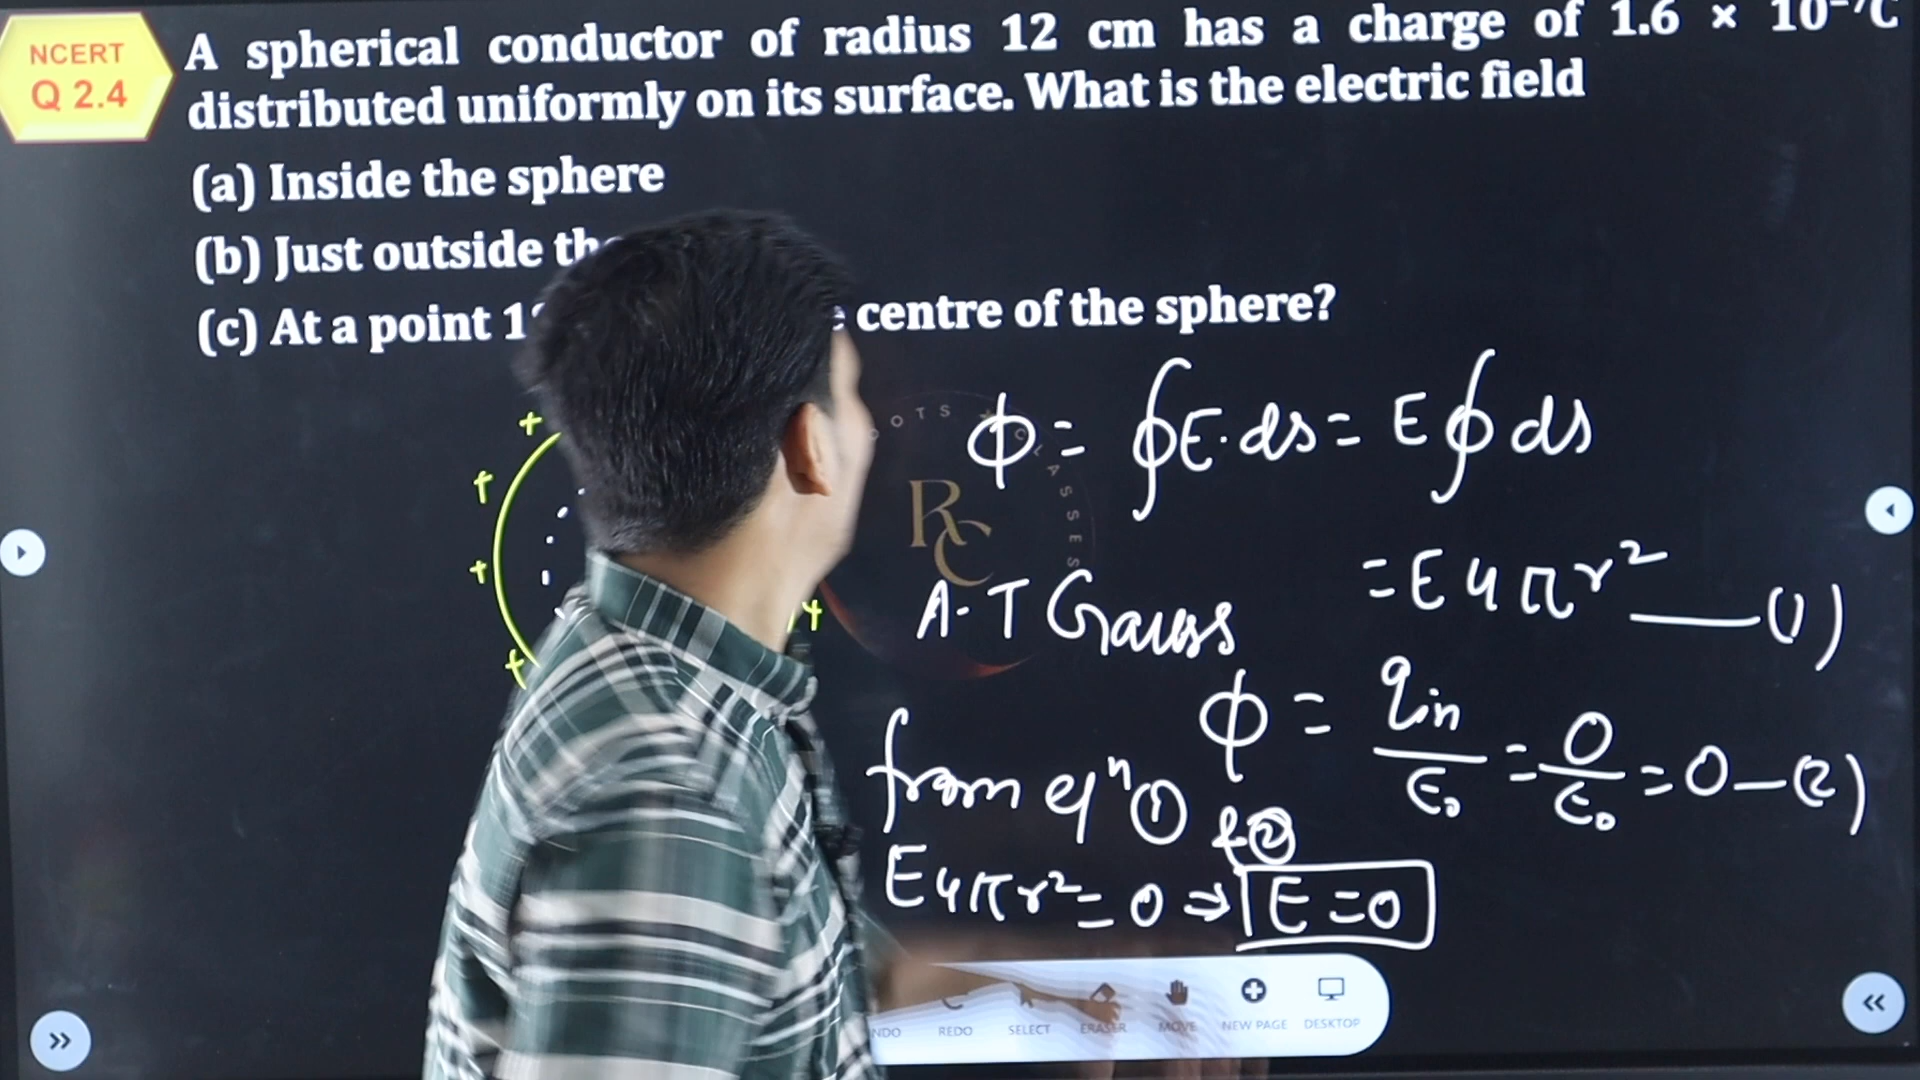 NCERT
Q 2.4
A spherical conductor of radius 12 cm has a charge of 1.6 × 10⁻⁷C
distributed uniformly on its surface. What is the electric field
(a) Inside the sphere
(b) Just outside
(c) At a point centre of the sphere?
ϕ = ∮E·ds = E∮ds
= E4πr² —— (1)
A-T Gauss
ϕ = qin/ε₀ = 0/ε₀ = 0 – (2)
from eqⁿ ① & ②
E4πr² = 0 ⇒ E = 0
RC
REDO SELECT ERASER MOVE NEW PAGE DESKTOP